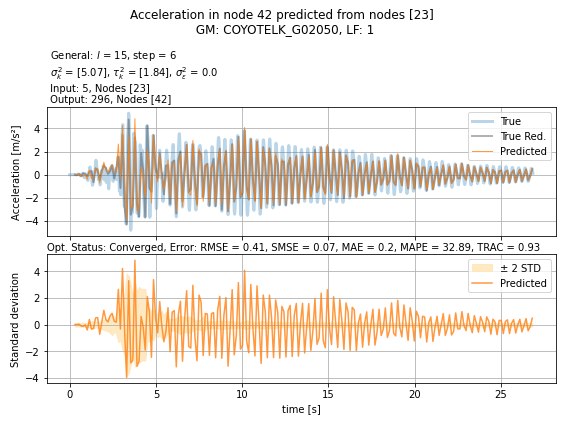 Acceleration in node 42 predicted from nodes [23]
GM: COYOTELK_G02050, LF: 1
General: l = 15, step = 6
σ²ₖ = [5.07], τ²ₖ = [1.84], σ²ε = 0.0
Input: 5, Nodes [23]
Output: 296, Nodes [42]
Acceleration [m/s²]
4
2
0
−2
−4
True
True Red.
Predicted
Opt. Status: Converged, Error: RMSE = 0.41, SMSE = 0.07, MAE = 0.2, MAPE = 32.89, TRAC = 0.93
Standard deviation
4
2
0
−2
−4
± 2 STD
Predicted
0 5 10 15 20 25
time [s]